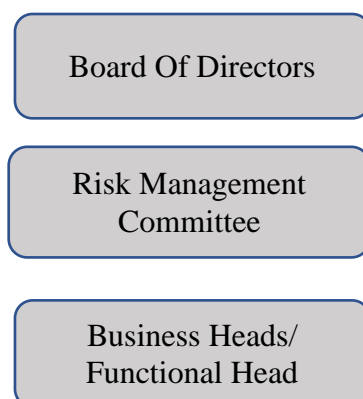 Board Of Directors
Risk Management
Committee
Business Heads/
Functional Head